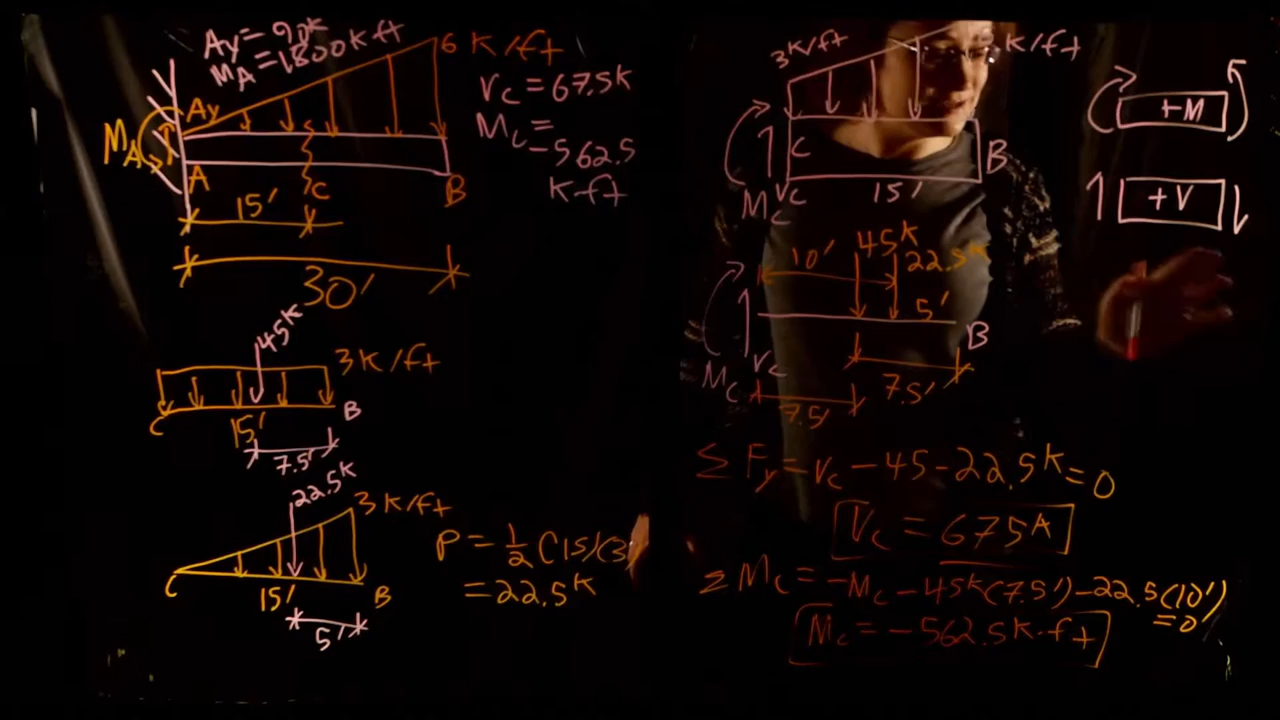 Ay = 90k
MA = 1800 k ft
6 K/ft
Vc = 67.5k
Mc =
-562.5
K-ft
Ay
MA
A
C
B
15'
30'
45k
3K/ft
C
15'
B
7.5'
22.5k
3K/ft
C
15'
B
5'
P = 1/2 (15)(3)
= 22.5k
3K/ft
K/ft
C
B
Mc
Vc
15'
10'
45k
22.5k
5'
B
Mc
Vc
7.5'
7.5'
+M
+V
ΣFy = Vc - 45 - 22.5k = 0
Vc = 67.5k
ΣMc = -Mc - 45k(7.5') - 22.5(10')
= 0
Mc = -562.5k·ft